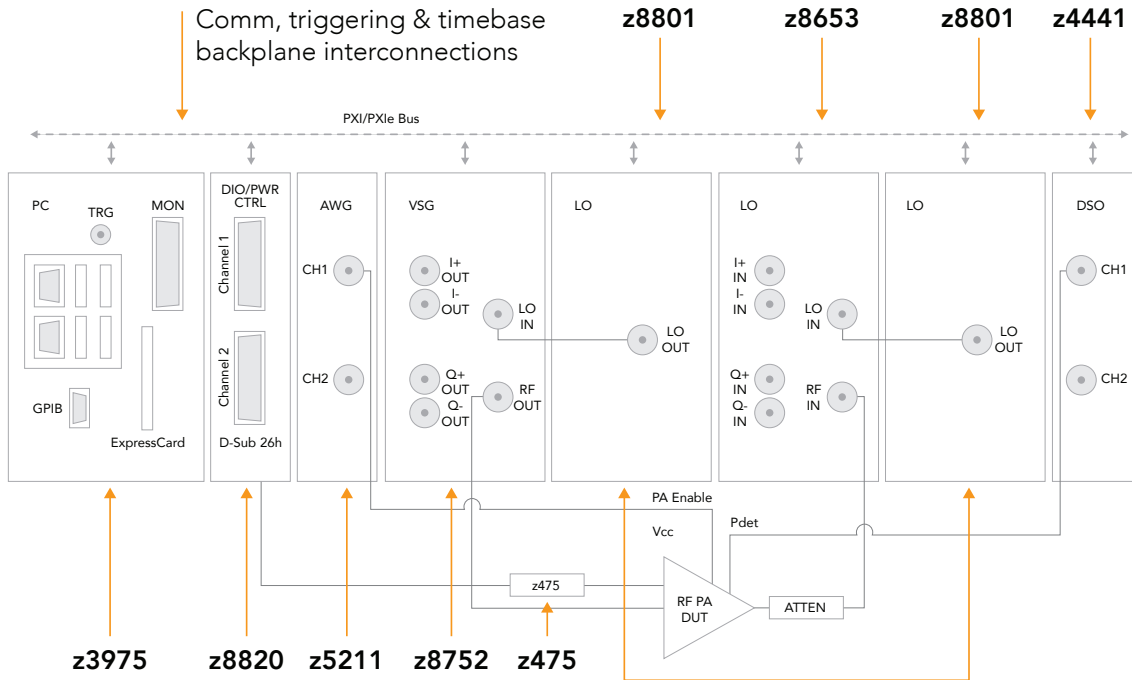 Comm, triggering & timebase
backplane interconnections
z8801
z8653
z8801
z4441
PXI/PXIe Bus
PC
TRG
MON
GPIB
ExpressCard
DIO/PWR
CTRL
Channel 1
Channel 2
D-Sub 26h
AWG
CH1
CH2
VSG
I+
OUT
I-
OUT
LO
IN
Q+
OUT
Q-
OUT
RF
OUT
LO
LO
OUT
LO
I+
IN
I-
IN
LO
IN
Q+
IN
Q-
IN
RF
IN
LO
LO
OUT
DSO
CH1
CH2
PA Enable
Vcc
Pdet
z475
RF PA
DUT
ATTEN
z3975
z8820
z5211
z8752
z475